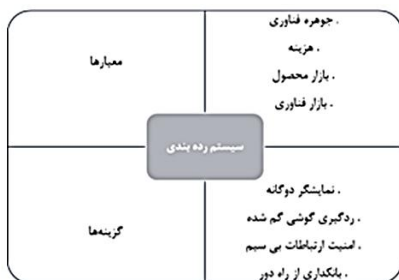 . جوهره فناوری
. هزینه
. بازار محصول
. بازار فناوری
معیارها
سیستم رده بندی
. نمایشگر دوگانه
. ردگیری گوشی گم شده
. امنیت ارتباطات بی سیم
. بانکداری از راه دور
گزینه‌ها